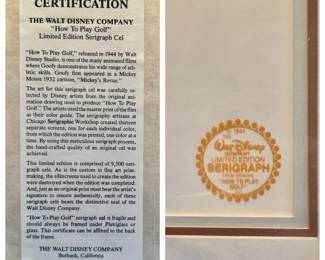 CERTIFICATION
THE WALT DISNEY COMPANY
"How To Play Golf"
Limited Edition Serigraph Cel
"How To Play Golf," released in 1944 by Walt
Disney Studio, is one of the many animated films
where Goofy demonstrates his wide range of ath-
letic skills. Goofy first appeared in a Mickey
Mouse 1932 cartoon, "Mickey's Revue."
The art for this serigraph cel was carefully se-
lected by Disney artists from the original ani-
mation drawing used to produce "How To Play
Golf." The artists used the master print of the film
as their color guide. The serigraphy artisans at
Chicago Serigraphic Workshop created thirteen
separate screens, one for each individual color,
from which the edition was printed, one color at a
time. By using this meticulous serigraph process,
the hand-crafted quality of an original cel was
achieved.
This limited edition is comprised of 9,500 seri-
graph cels. As is the custom in fine art print-
making, the silkscreens used to create the edition
were destroyed when the edition was completed.
And, just as an original print must bear the artist's
signature to ensure authenticity, each of these
serigraph cels bears the distinctive seal of the
Walt Disney Company.
"How To Play Golf" serigraph cel is fragile and
should always be framed under Plexiglass or
glass. This certificate can be affixed to the back
of the frame.
THE WALT DISNEY COMPANY
Burbank, California
© 1944
Walt Disney
COMPANY
LIMITED EDITION
SERIGRAPH
FROM ORIGINAL
"HOW TO PLAY
GOLF"